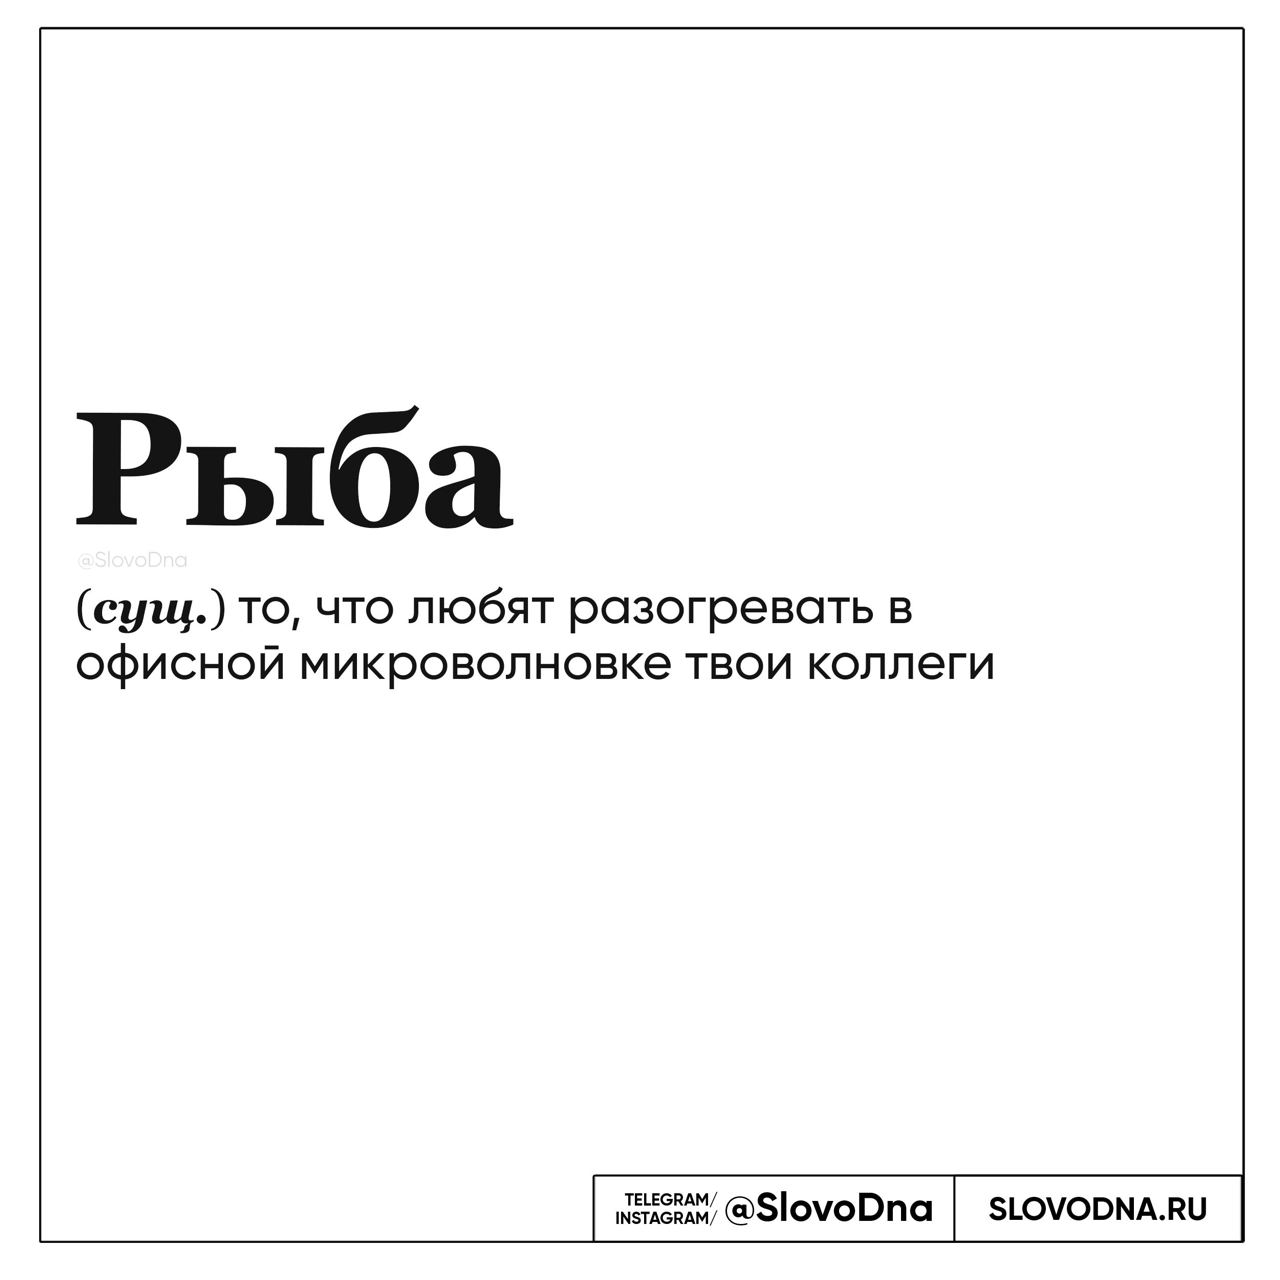 Рыба
@SlovoDna
(сущ.) то, что любят разогревать в
офисной микроволновке твои коллеги
TELEGRAM/
INSTAGRAM/
@SlovoDna
SLOVODNA.RU